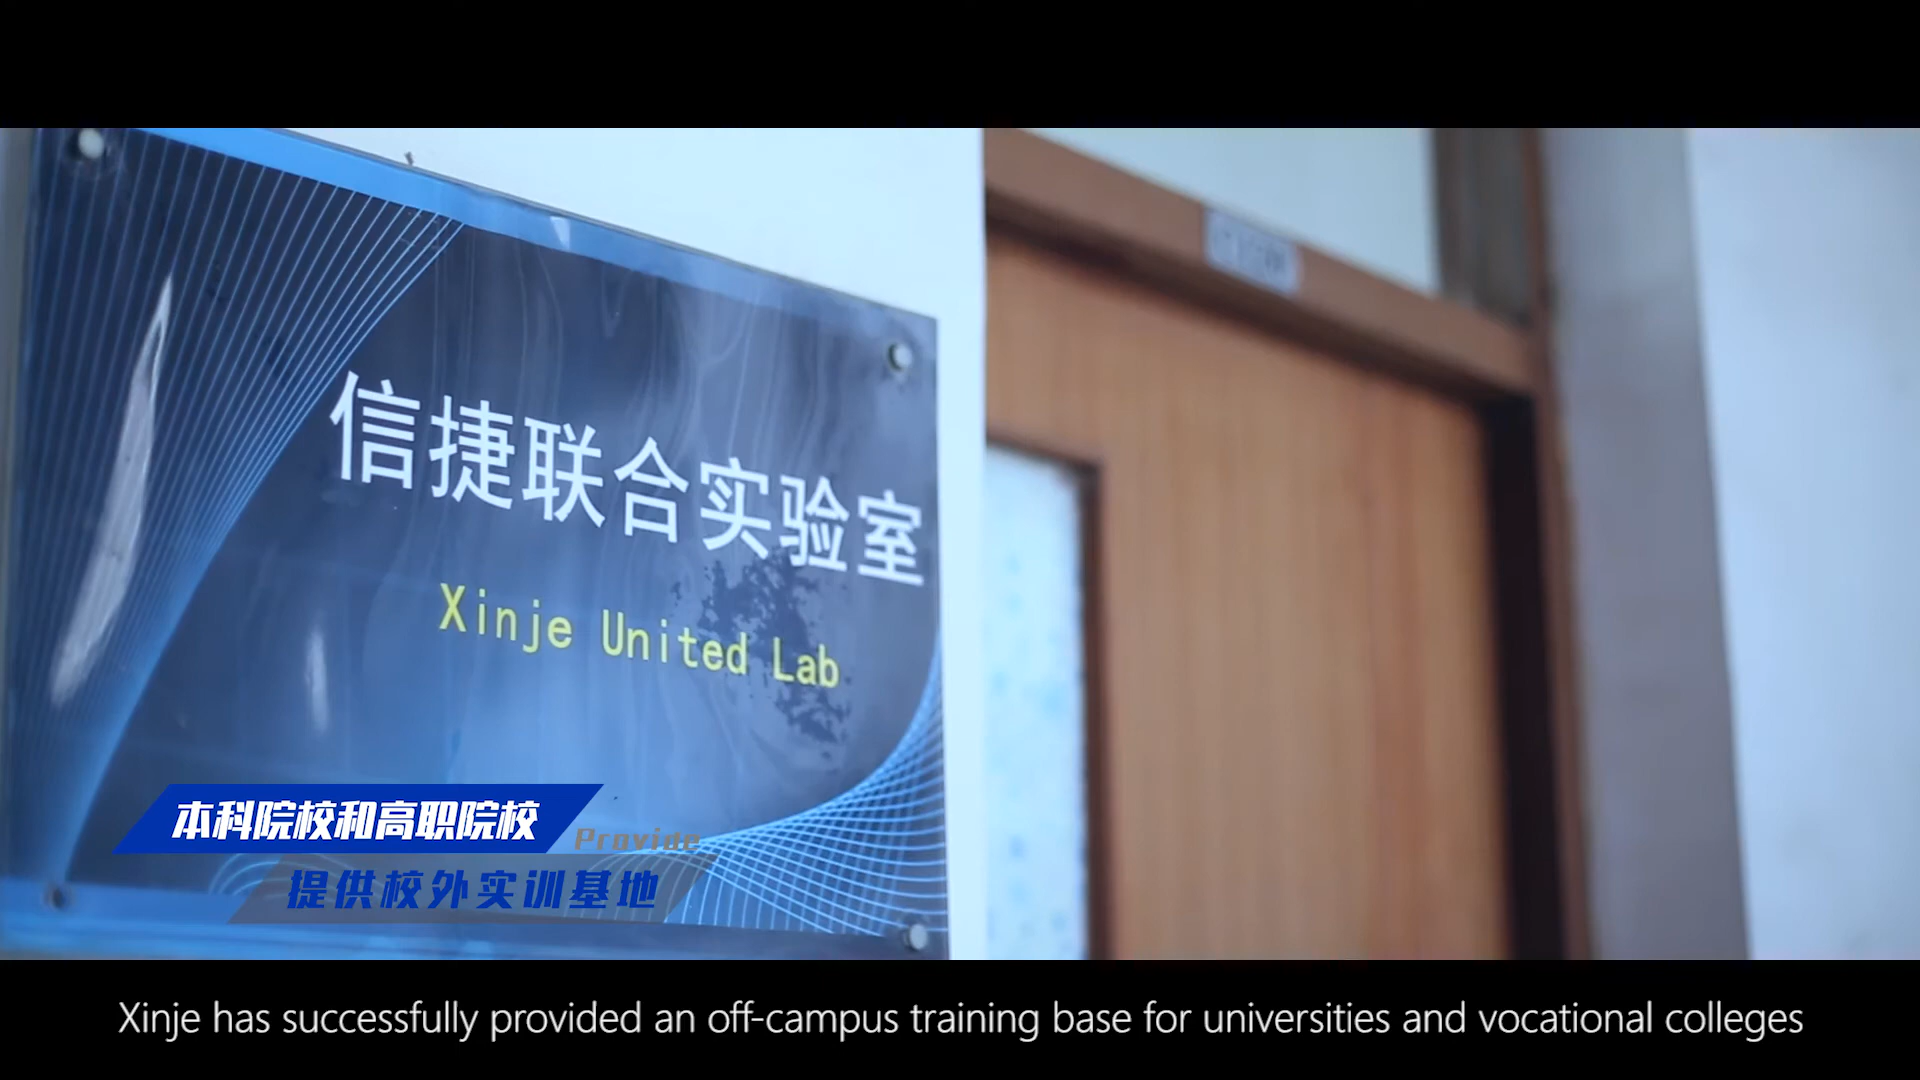 信捷联合实验室
Xinje United Lab
本科院校和高职院校
Provide
提供校外实训基地
Xinje has successfully provided an off-campus training base for universities and vocational colleges